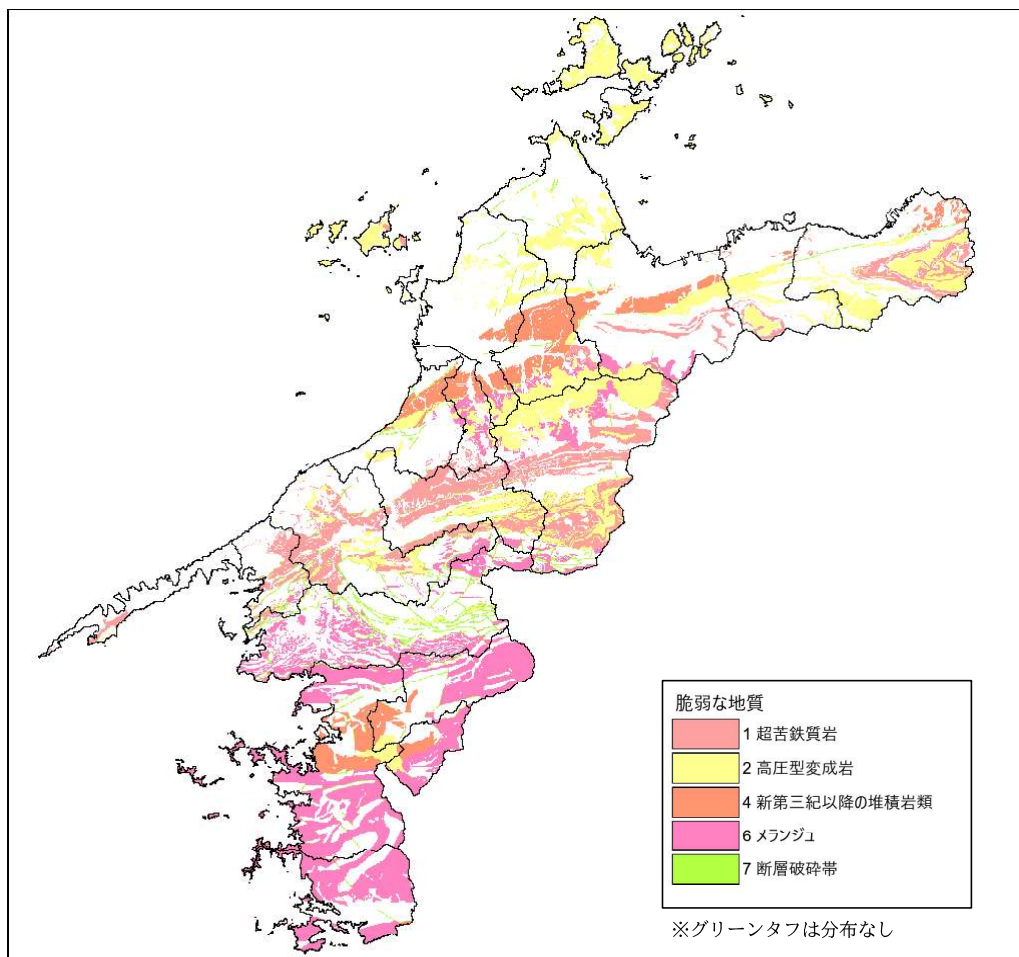 脆弱な地質
1 超苦鉄質岩
2 高圧型変成岩
4 新第三紀以降の堆積岩類
6 メランジュ
7 断層破砕帯
※グリーンタフは分布なし